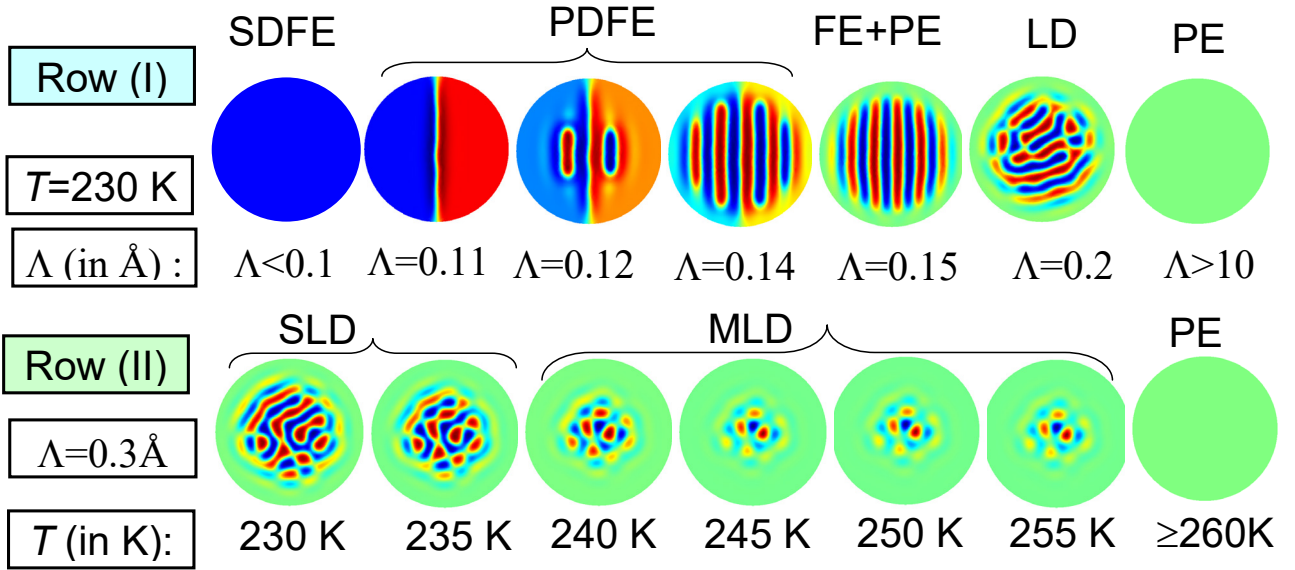 SDFE PDFE FE+PE LD PE
Row (I)
T=230 K
Λ (in Å) : Λ<0.1 Λ=0.11 Λ=0.12 Λ=0.14 Λ=0.15 Λ=0.2 Λ>10
SLD MLD PE
Row (II)
Λ=0.3Å
T (in K): 230 K 235 K 240 K 245 K 250 K 255 K ≥260K